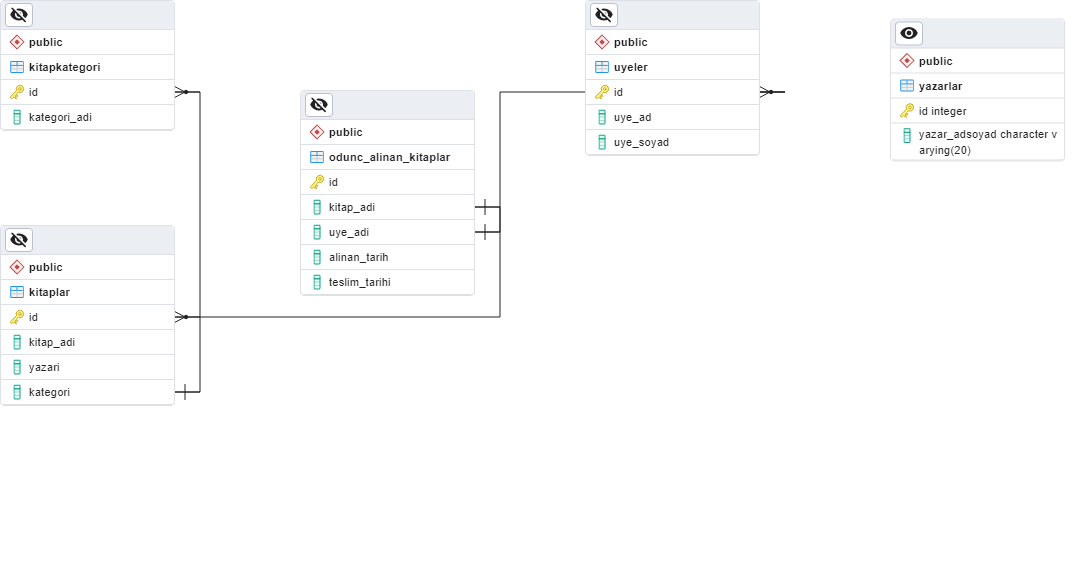 public
kitapkategori
id
kategori_adi
public
kitaplar
id
kitap_adi
yazari
kategori
public
odunc_alinan_kitaplar
id
kitap_adi
uye_adi
alinan_tarih
teslim_tarihi
public
uyeler
id
uye_ad
uye_soyad
public
yazarlar
id integer
yazar_adsoyad character v
arying(20)